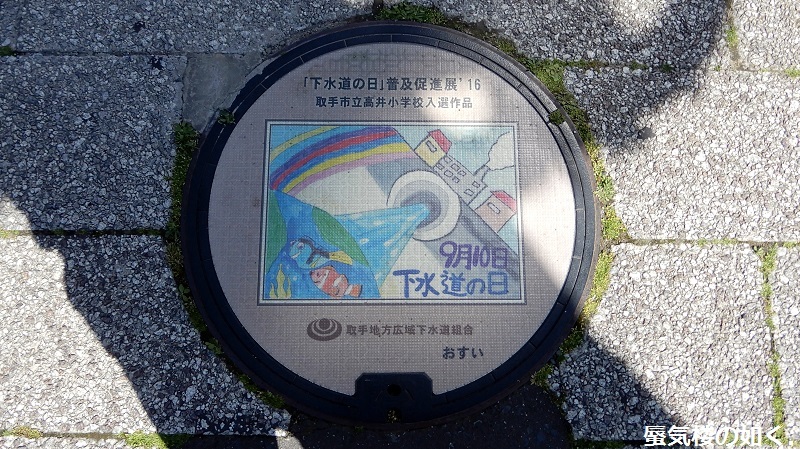 「下水道の日」普及促進展'16
取手市立高井小学校入選作品
9月10日
下水道の日
取手地方広域下水道組合
おすい
蜃気楼の如く